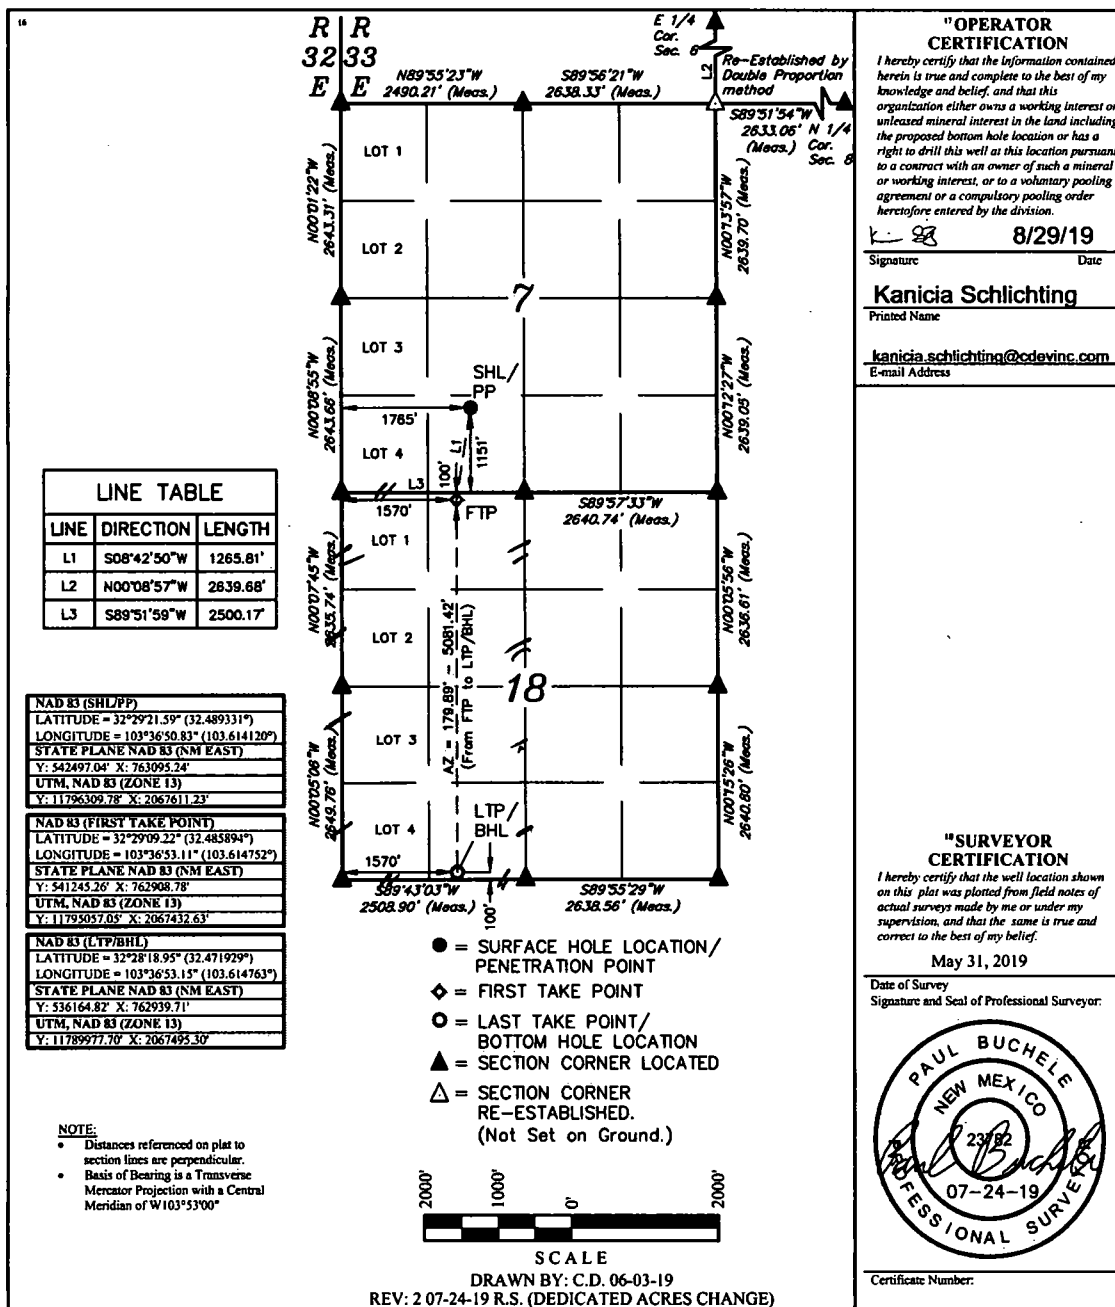 16
R R
32 33
E E
E 1/4
Cor.
Sec. 6
L2
Re-Established by
Double Proportion
method
N89°55'23"W
2490.21' (Meas.)
S89°56'21"W
2638.33' (Meas.)
S89°51'54"W
2633.06'
(Meas.)
N 1/4
Cor.
Sec. 8
N00°01'22"W
2643.31' (Meas.)
N00°13'57"W
2639.70' (Meas.)
LOT 1
LOT 2
7
LOT 3
SHL/
PP
N00°08'55"W
2643.66' (Meas.)
N00°12'27"W
2639.05' (Meas.)
1765'
LOT 4
L1
1151'
100'
L3
1570'
FTP
S89°57'33"W
2640.74' (Meas.)
LINE TABLE
LINE DIRECTION LENGTH
L1 S08°42'50"W 1265.81'
L2 N00°08'57"W 2639.68'
L3 S89°51'59"W 2500.17'
LOT 1
N00°07'45"W
2635.74' (Meas.)
N00°05'56"W
2636.61' (Meas.)
LOT 2
AZ = 179.89° - 5081.42'
(From FTP to LTP/BHL)
18
LOT 3
N00°05'06"W
2649.76' (Meas.)
N00°15'26"W
2640.80' (Meas.)
LOT 4
LTP/
BHL
1570'
S89°43'03"W
2508.90' (Meas.)
100'
S89°55'29"W
2638.56' (Meas.)
NAD 83 (SHL/PP)
LATITUDE = 32°29'21.59" (32.489331°)
LONGITUDE = 103°36'50.83" (103.614120°)
STATE PLANE NAD 83 (NM EAST)
Y: 542497.04' X: 763095.24'
UTM, NAD 83 (ZONE 13)
Y: 11796309.78' X: 2067611.23'
NAD 83 (FIRST TAKE POINT)
LATITUDE = 32°29'09.22" (32.485894°)
LONGITUDE = 103°36'53.11" (103.614752°)
STATE PLANE NAD 83 (NM EAST)
Y: 541245.26' X: 762908.78'
UTM, NAD 83 (ZONE 13)
Y: 11795057.05' X: 2067432.63'
NAD 83 (LTP/BHL)
LATITUDE = 32°28'18.95" (32.471929°)
LONGITUDE = 103°36'53.15" (103.614763°)
STATE PLANE NAD 83 (NM EAST)
Y: 536164.82' X: 762939.71'
UTM, NAD 83 (ZONE 13)
Y: 11789977.70' X: 2067495.30'
NOTE:
• Distances referenced on plat to
section lines are perpendicular.
• Basis of Bearing is a Transverse
Mercator Projection with a Central
Meridian of W103°53'00"
= SURFACE HOLE LOCATION/
PENETRATION POINT
= FIRST TAKE POINT
= LAST TAKE POINT/
BOTTOM HOLE LOCATION
= SECTION CORNER LOCATED
= SECTION CORNER
RE-ESTABLISHED.
(Not Set on Ground.)
2000' 1000' 0' 2000'
SCALE
DRAWN BY: C.D. 06-03-19
REV: 2 07-24-19 R.S. (DEDICATED ACRES CHANGE)
17 OPERATOR
CERTIFICATION
I hereby certify that the information contained
herein is true and complete to the best of my
knowledge and belief, and that this
organization either owns a working interest or
unleased mineral interest in the land including
the proposed bottom hole location or has a
right to drill this well at this location pursuant
to a contract with an owner of such a mineral
or working interest, or to a voluntary pooling
agreement or a compulsory pooling order
heretofore entered by the division.
8/29/19
Signature Date
Kanicia Schlichting
Printed Name
kanicia.schlichting@cdevinc.com
E-mail Address
18 SURVEYOR
CERTIFICATION
I hereby certify that the well location shown
on this plat was plotted from field notes of
actual surveys made by me or under my
supervision, and that the same is true and
correct to the best of my belief.
May 31, 2019
Date of Survey
Signature and Seal of Professional Surveyor:
PAUL BUCHELE
NEW MEXICO
23782
07-24-19
PROFESSIONAL SURVEYOR
Certificate Number: